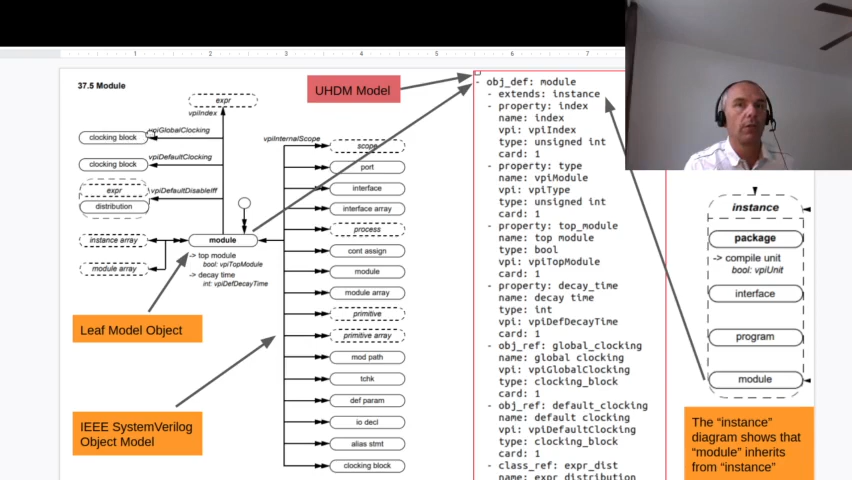 1
2
3
4
5
37.5 Module
expr
vpiIndex
clocking block
vpiGlobalClocking
clocking block
vpiDefaultClocking
expr
vpiDefaultDisableIff
distribution
instance array
module array
module
-> top module
bool: vpiTopModule
-> decay time
int: vpiDefDecayTime
vpiInternalScope
scope
port
interface
interface array
process
cont assign
module
module array
primitive
primitive array
mod path
tchk
def param
io decl
alias stmt
clocking block
Leaf Model Object
IEEE SystemVerilog
Object Model
UHDM Model
- obj_def: module
- extends: instance
- property: index
name: index
vpi: vpiIndex
type: unsigned int
card: 1
- property: type
name: vpiModule
vpi: vpiType
type: unsigned int
card: 1
- property: top_module
name: top module
type: bool
vpi: vpiTopModule
card: 1
- property: decay_time
name: decay time
type: int
vpi: vpiDefDecayTime
card: 1
- obj_ref: global_clocking
name: global clocking
vpi: vpiGlobalClocking
type: clocking_block
card: 1
- obj_ref: default_clocking
name: default clocking
vpi: vpiDefaultClocking
type: clocking_block
card: 1
- class_ref: expr_dist
name: expr_distribution
instance
package
-> compile unit
bool: vpiUnit
interface
program
module
The “instance”
diagram shows that
“module” inherits
from “instance”